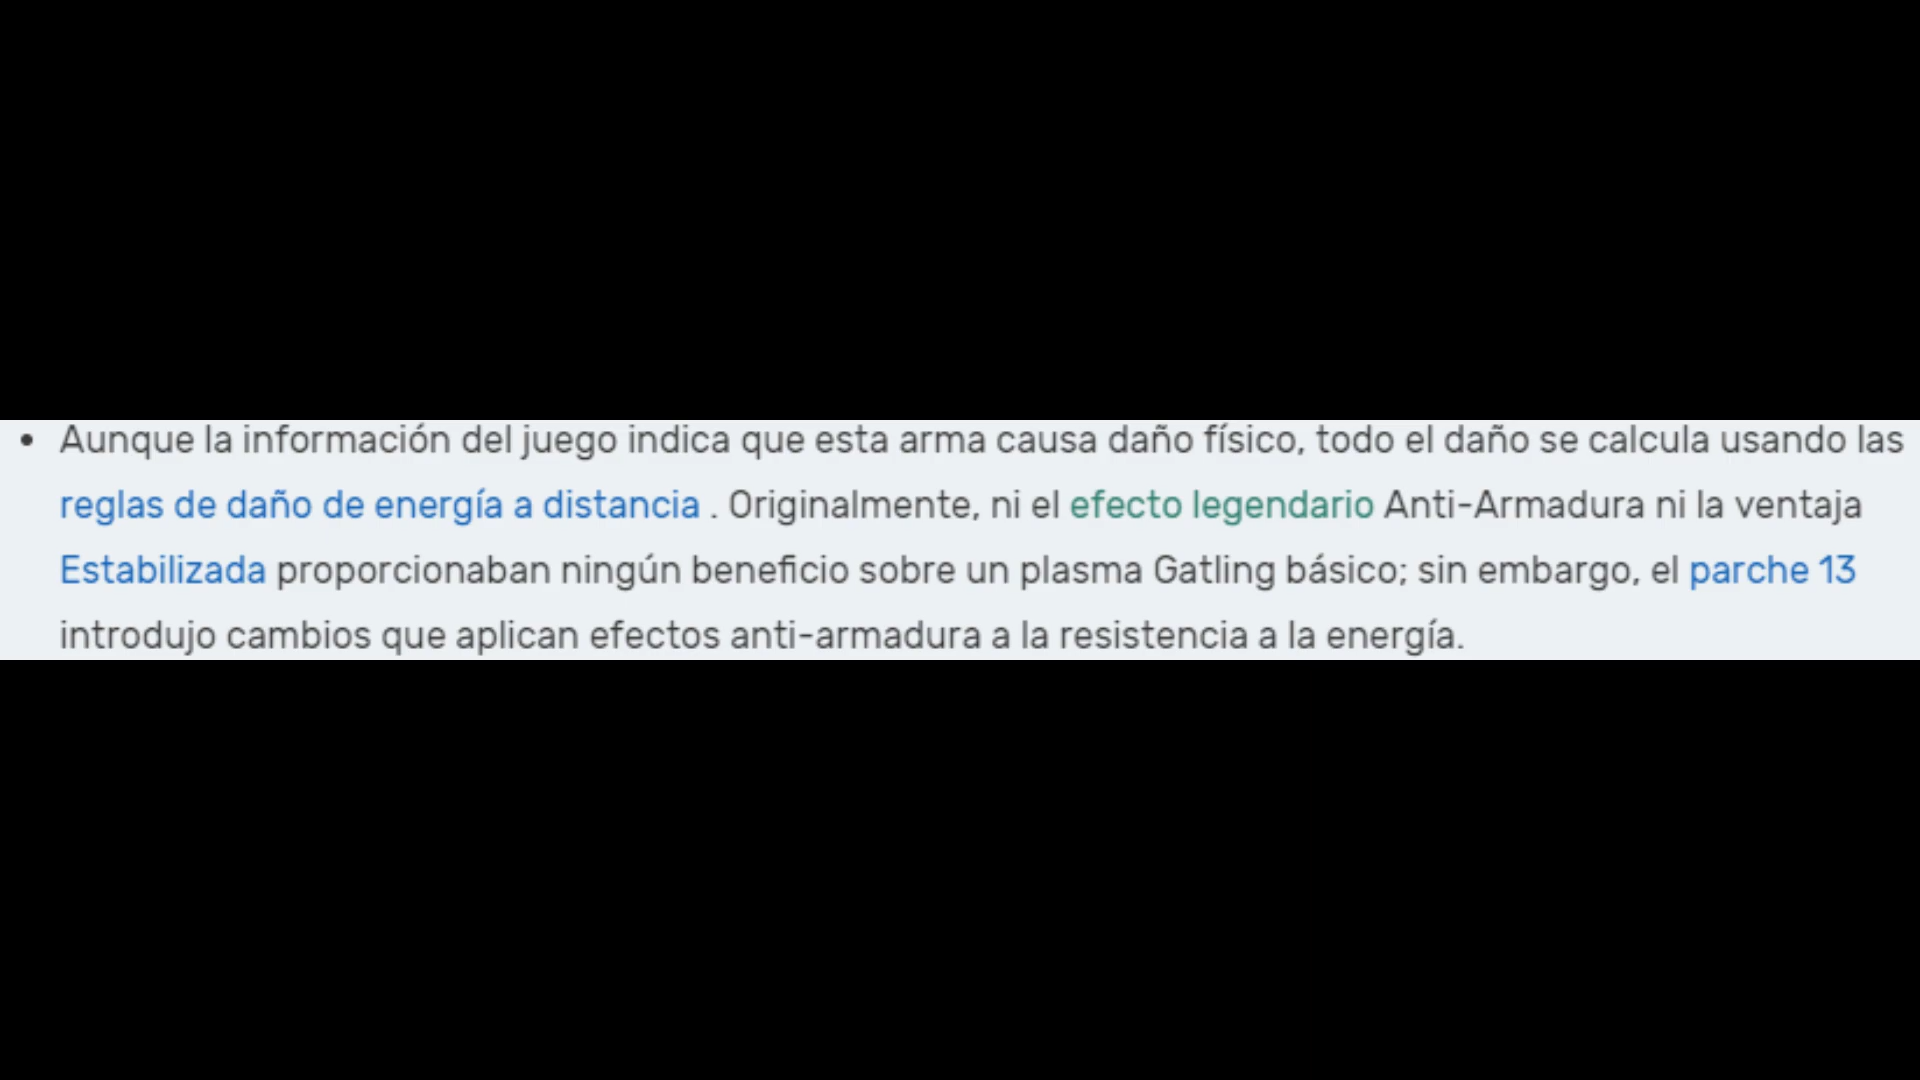 • Aunque la información del juego indica que esta arma causa daño físico, todo el daño se calcula usando las
reglas de daño de energía a distancia . Originalmente, ni el efecto legendario Anti-Armadura ni la ventaja
Estabilizada proporcionaban ningún beneficio sobre un plasma Gatling básico; sin embargo, el parche 13
introdujo cambios que aplican efectos anti-armadura a la resistencia a la energía.